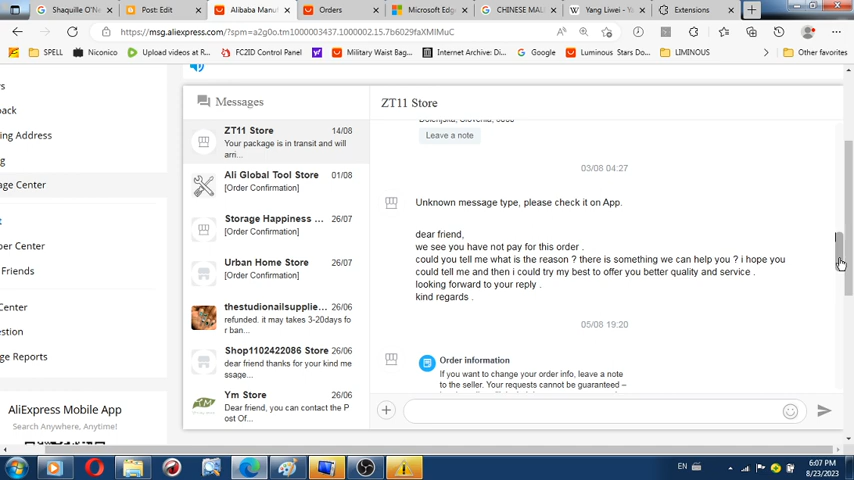 Shaquille O'Ne
Post: Edit
Alibaba Manuf
Orders
Microsoft Edg
CHINESE MAL
Yang Liwei -
Extensions
https://msg.aliexpress.com/?spm=a2g0o.tm1000003437.1000002.15.7b6029faXMIMuC
SPELL
Niconico
Upload videos at R...
FC2ID Control Panel
Military Waist Bag...
Internet Archive: Di...
Google
Luminous Stars Do...
LIMOUS
Other favorites
s
back
ing Address
g
age Center
per Center
Friends
Center
estion
ge Reports
AliExpress Mobile App
Search Anywhere, Anytime!
Messages
ZT11 Store 14/08
Your package is in transit and will
arri...
Ali Global Tool Store 01/08
[Order Confirmation]
Storage Happiness ... 26/07
[Order Confirmation]
Urban Home Store 26/07
[Order Confirmation]
thestudionailsupplie... 26/06
refunded. it may takes 3-20days fo
r ban...
Shop1102422086 Store 26/06
dear friend thanks for your kind me
ssage...
Ym Store 26/06
Dear friend, you can contact the P
ost Of...
ZT11 Store
Leave a note
03/08 04:27
Unknown message type, please check it on App.
dear friend,
we see you have not pay for this order .
could you tell me what is the reason ? there is something we can help you ? i hope you
could tell me and then i could try my best to offer you better quality and service .
looking forward to your reply .
kind regards .
05/08 19:20
Order information
If you want to change your order info, leave a note
to the seller. Your requests cannot be guaranteed –
EN
6:07 PM
8/23/2023